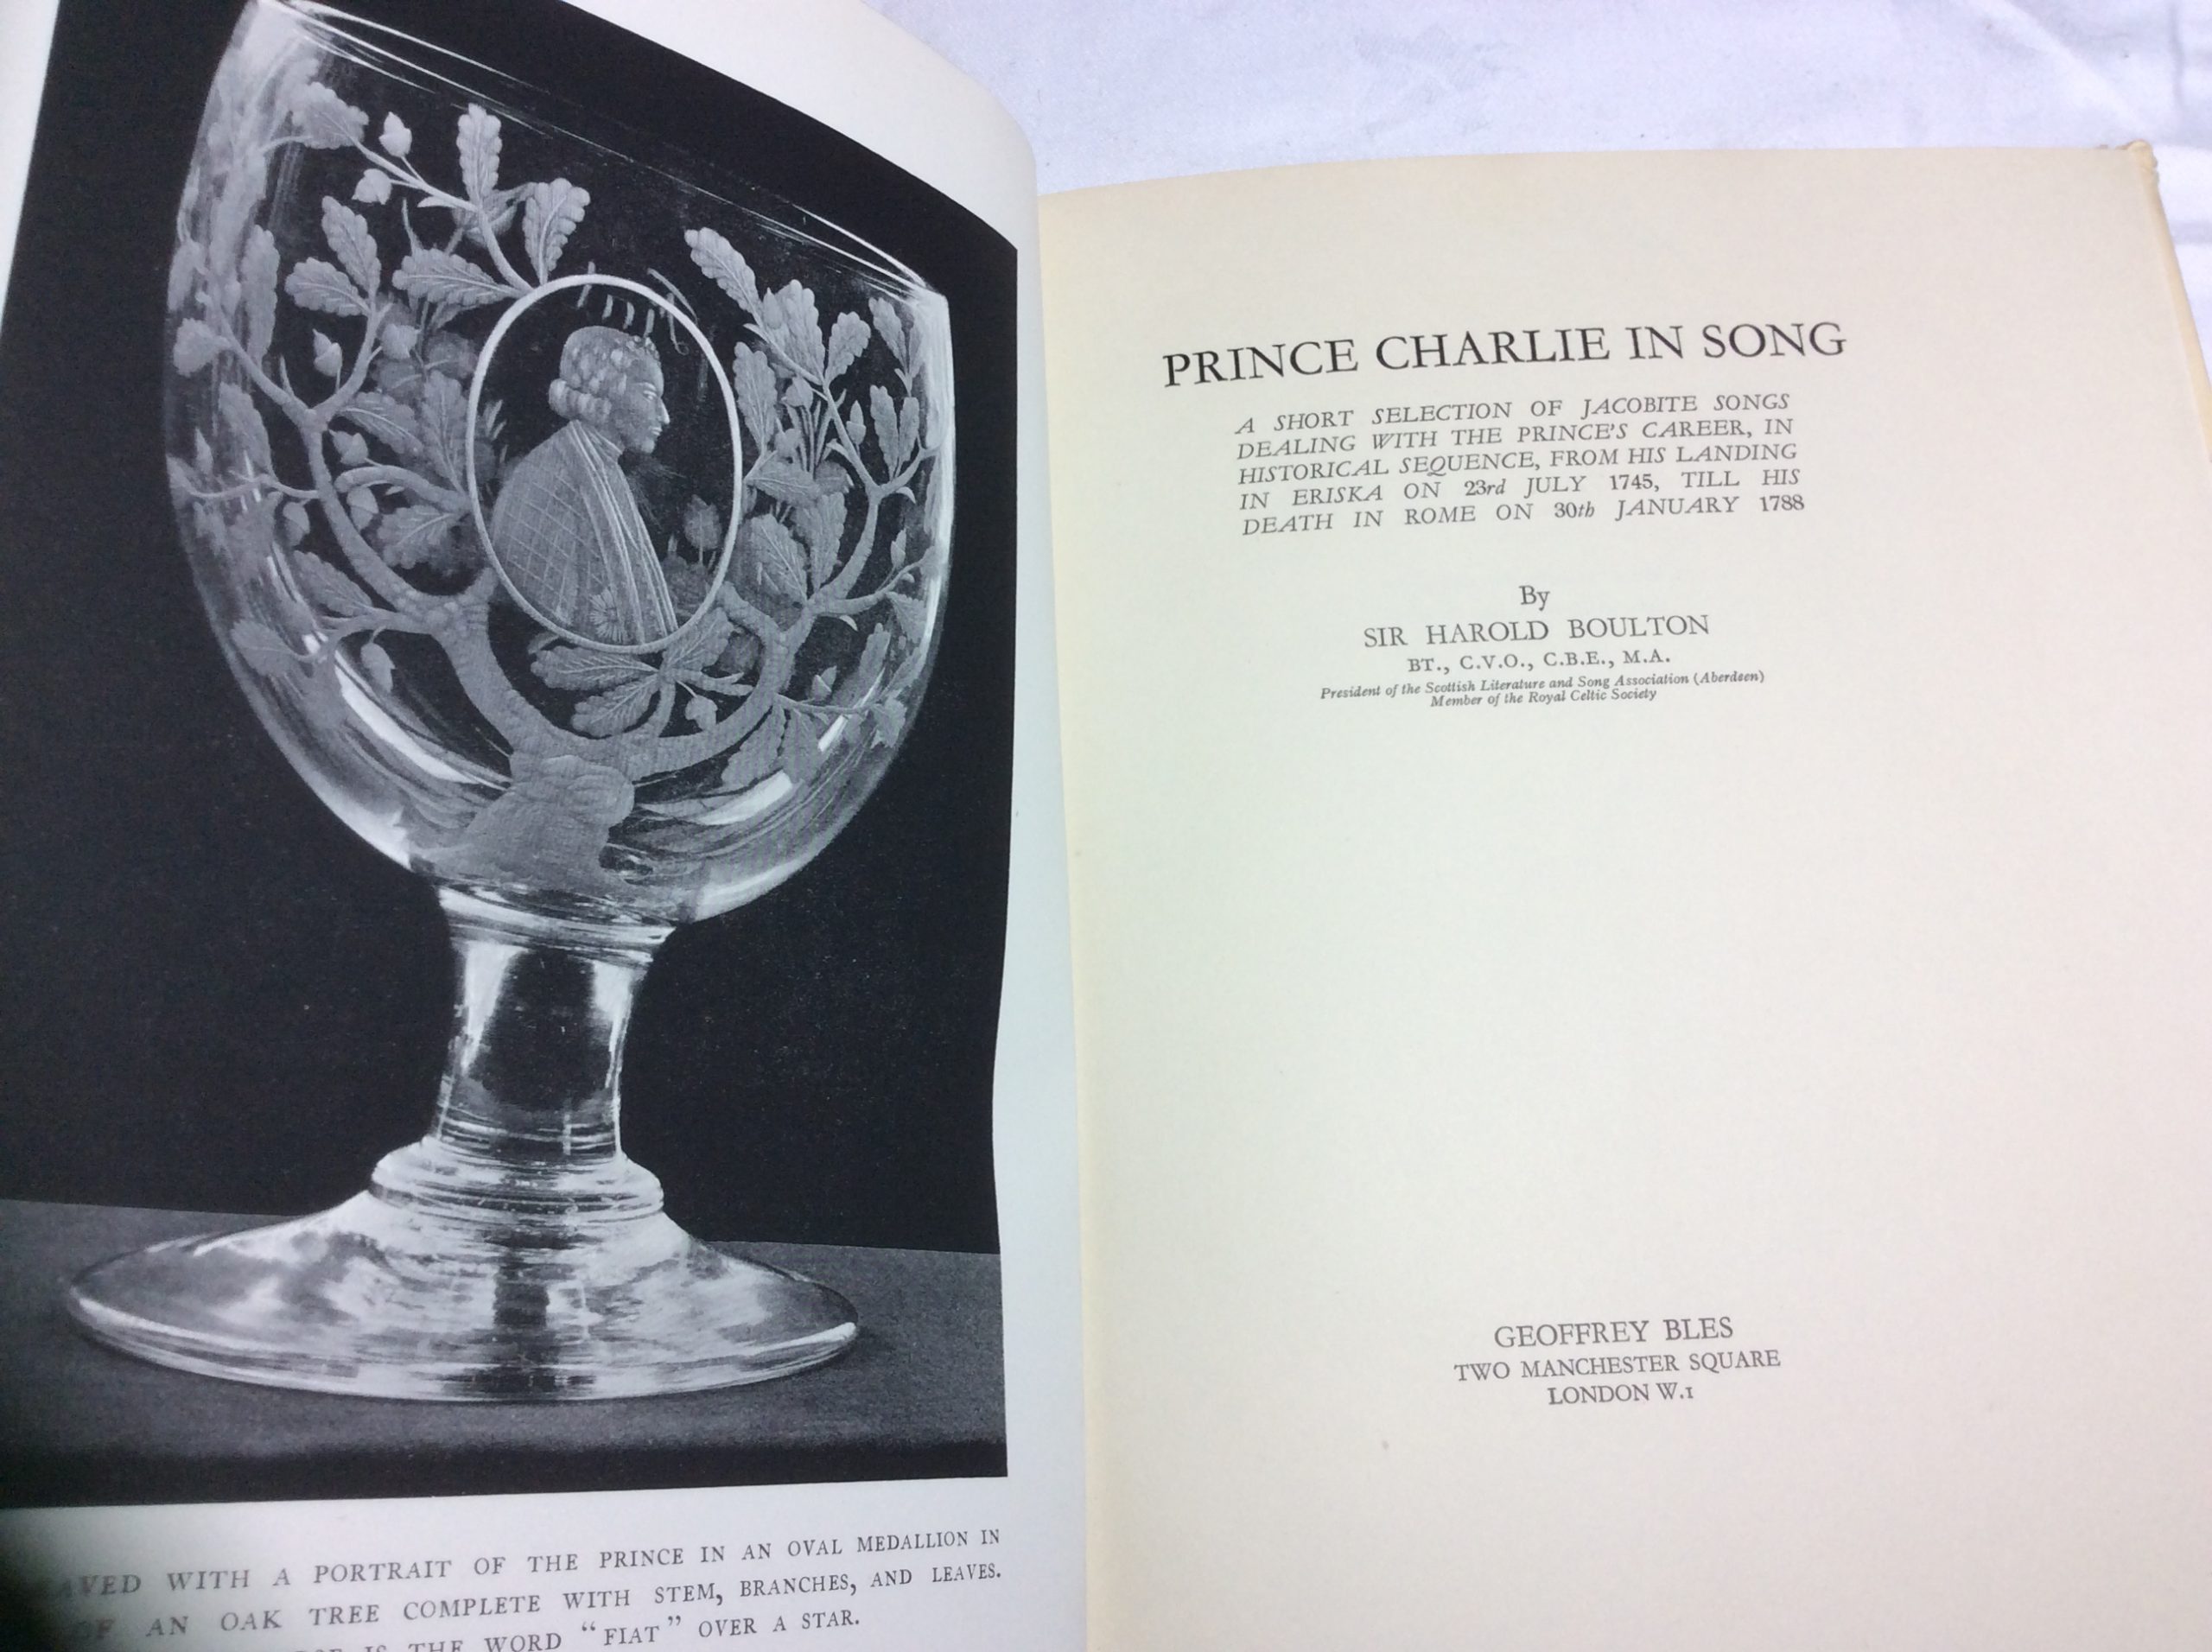 WITH A PORTRAIT OF THE PRINCE IN AN OVAL MEDALLION IN
OF AN OAK TREE COMPLETE WITH STEM, BRANCHES, AND LEAVES.
IS THE WORD “FIAT” OVER A STAR.
PRINCE CHARLIE IN SONG
A SHORT SELECTION OF JACOBITE SONGS
DEALING WITH THE PRINCE'S CAREER, IN
HISTORICAL SEQUENCE, FROM HIS LANDING
IN ERISKA ON 23rd JULY 1745, TILL HIS
DEATH IN ROME ON 30th JANUARY 1788
By
SIR HAROLD BOULTON
BT., C.V.O., C.B.E., M.A.
President of the Scottish Literature and Song Association (Aberdeen)
Member of the Royal Celtic Society
GEOFFREY BLES
TWO MANCHESTER SQUARE
LONDON W.1